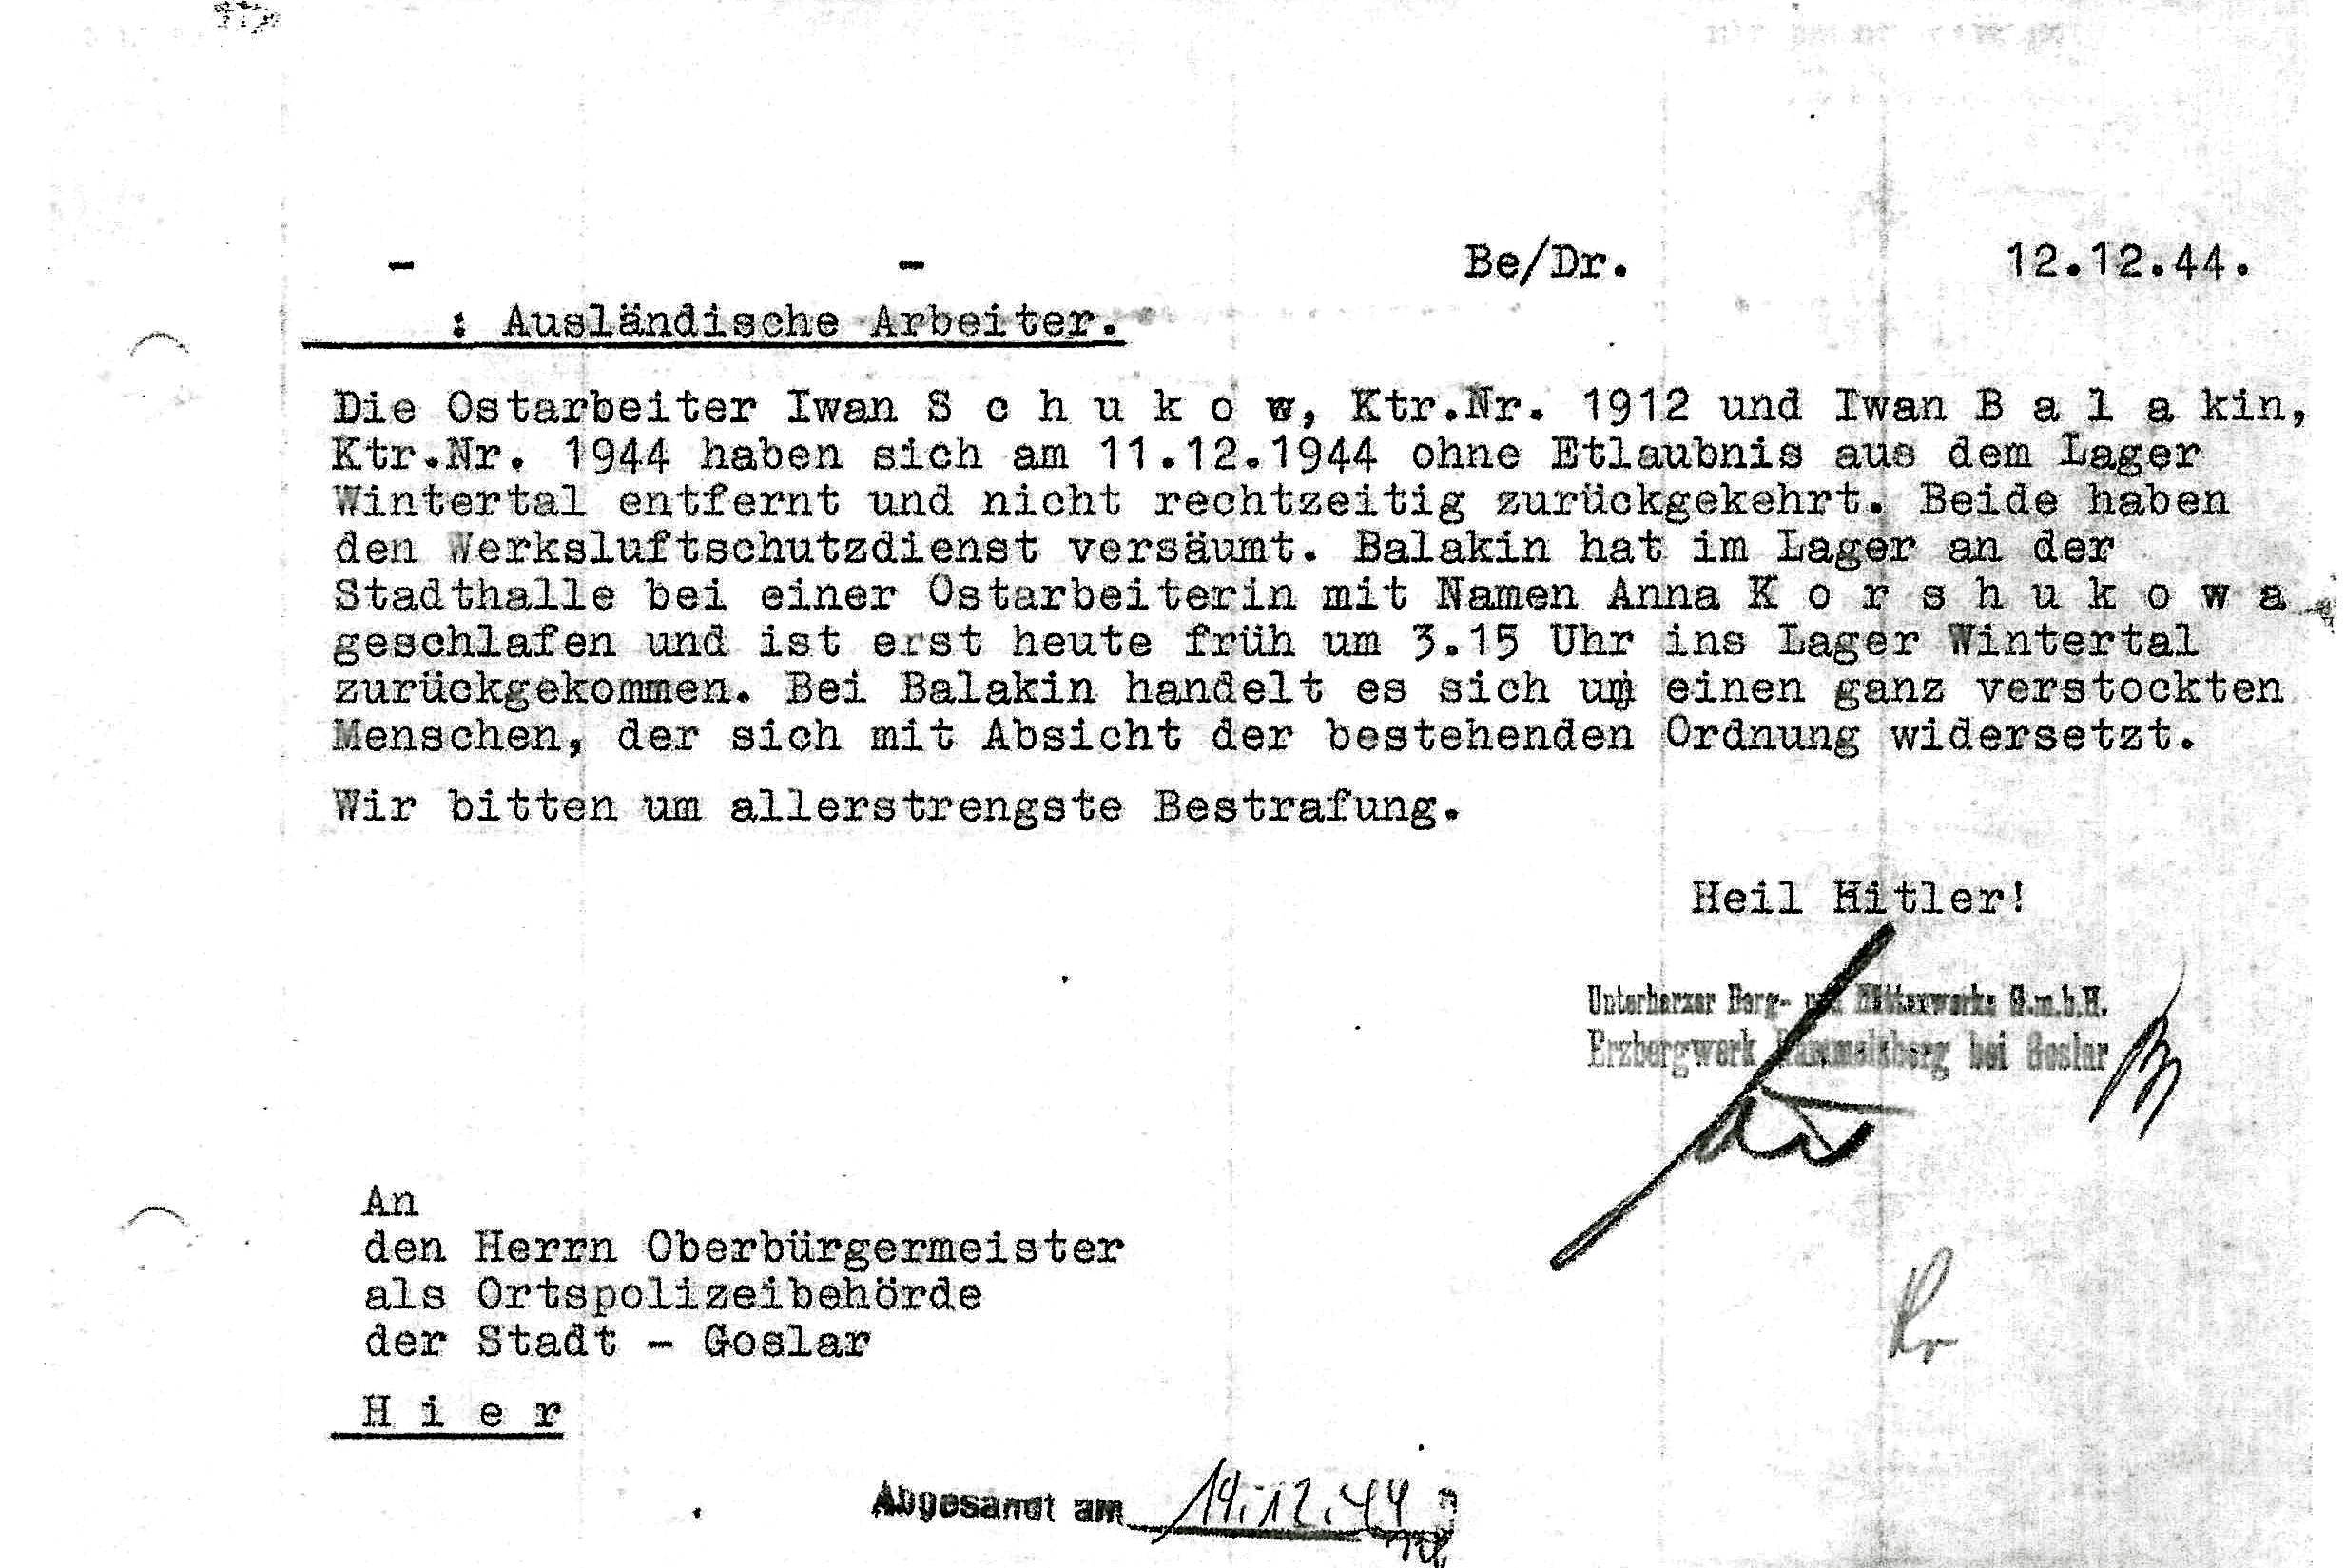 - - Be/Dr. 12.12.44.
: Ausländische Arbeiter.
Die Ostarbeiter Iwan S c h u k o w, Ktr.Nr. 1912 und Iwan B a l a kin,
Ktr.Nr. 1944 haben sich am 11.12.1944 ohne Etlaubnis aus dem Lager
Wintertal entfernt und nicht rechtzeitig zurückgekehrt. Beide haben
den Werksluftschutzdienst versäumt. Balakin hat im Lager an der
Stadthalle bei einer Ostarbeiterin mit Namen Anna K o r s h u k o w a
geschlafen und ist erst heute früh um 3.15 Uhr ins Lager Wintertal
zurückgekommen. Bei Balakin handelt es sich um einen ganz verstockten
Menschen, der sich mit Absicht der bestehenden Ordnung widersetzt.
Wir bitten um allerstrengste Bestrafung.
Heil Hitler!
Unterharzer Berg- und Hüttenwerke G.m.b.H.
Erzbergwerk Rammelsberg bei Goslar
An
den Herrn Oberbürgermeister
als Ortspolizeibehörde
der Stadt - Goslar
H i e r
Abgesandt am 14.12.44